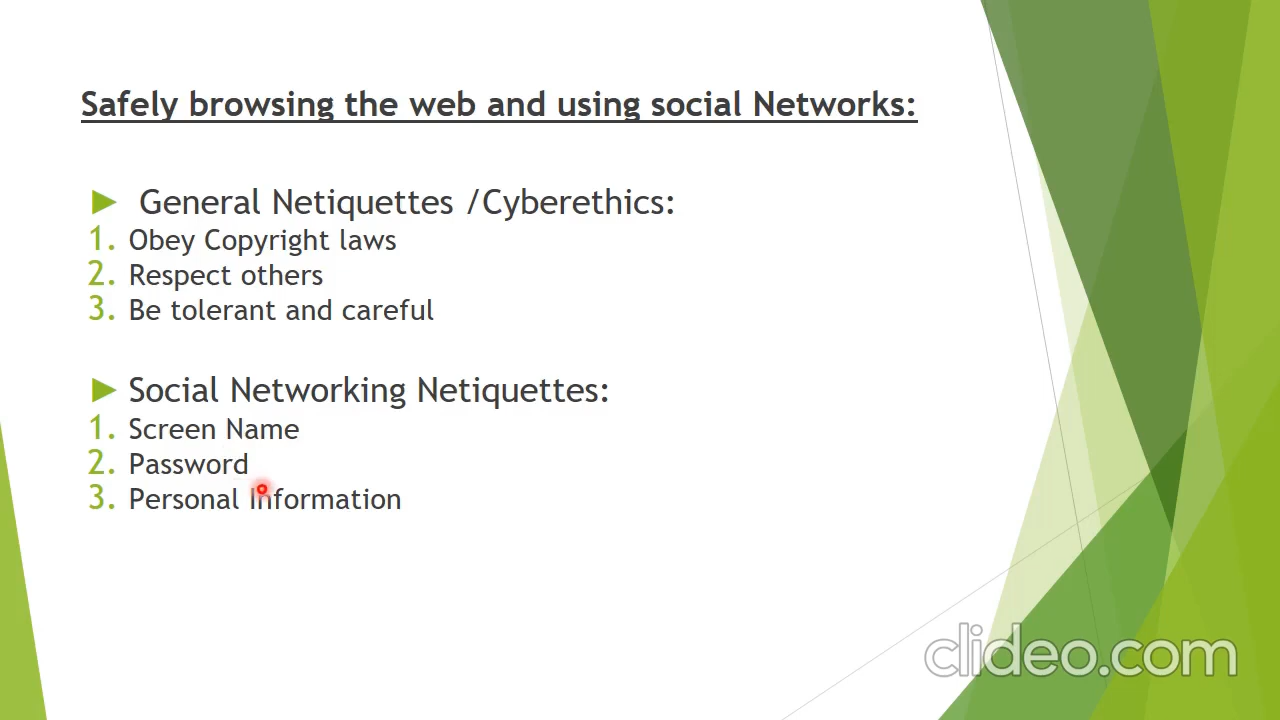 Safely browsing the web and using social Networks:
► General Netiquettes /Cyberethics:
1. Obey Copyright laws
2. Respect others
3. Be tolerant and careful
► Social Networking Netiquettes:
1. Screen Name
2. Password
3. Personal Information
clideo.com